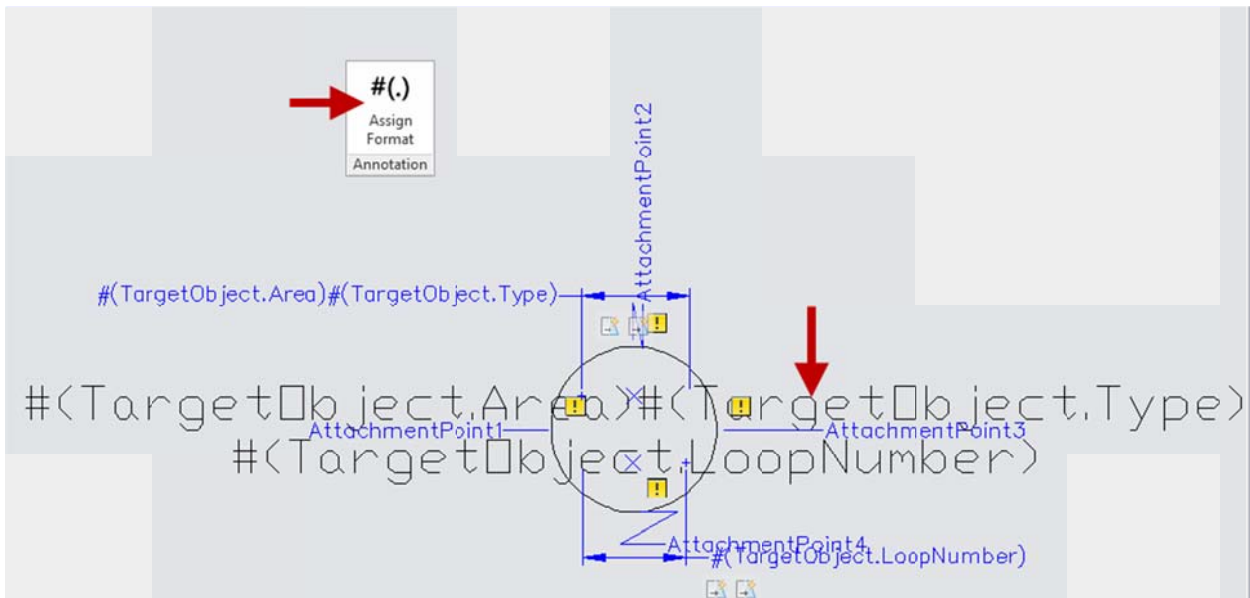 #(.)
Assign
Format
Annotation
AttachmentPoint2
#(TargetObject.Area)#(TargetObject.Type)
#(TargetObject.Area)#(TargetObject.Type)
AttachmentPoint1
AttachmentPoint3
#(TargetObject.LoopNumber)
AttachmentPoint4
#(TargetObject.LoopNumber)